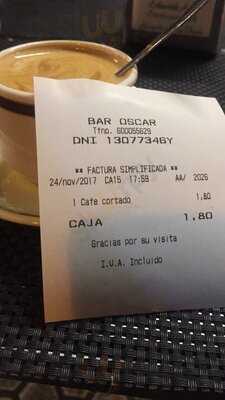 BAR OSCAR
Tfno. 600055629
DNI 13077346Y
** FACTURA SIMPLIFICADA **
24/nov/2017 CA15 17:59 AA/ 2026
1 Cafe cortado 1,80
CAJA 1,80
Gracias por su visita
I.V.A. Incluido